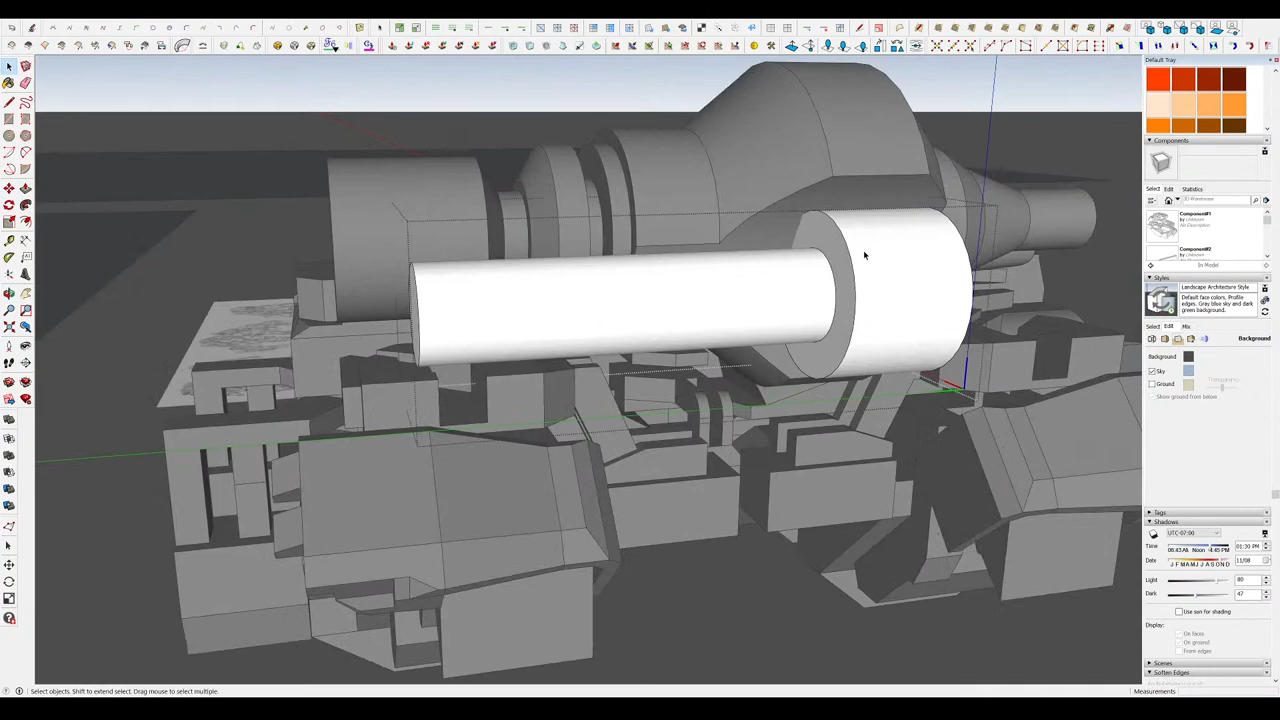 Default Tray
Components
Select Edit Statistics
3D Warehouse
Component#1
By Unknown
No Description
Component#2
In Model
Styles
Landscape Architecture Style
Default face colors. Profile
edges. Gray blue sky and dark
green background.
Select Edit Mix
Background
Background
Sky
Transparency
Ground
Show ground from below
Tags
Shadows
UTC-07:00
Time 01:30 PM
06:43 AM Noon 4:45 PM
Date 11/08
J F M A M J J A S O N D
Light 80
Dark 47
Use sun for shading
Display:
On faces
On ground
From edges
Scenes
Soften Edges
Select objects. Shift to extend select. Drag mouse to select multiple.
Measurements